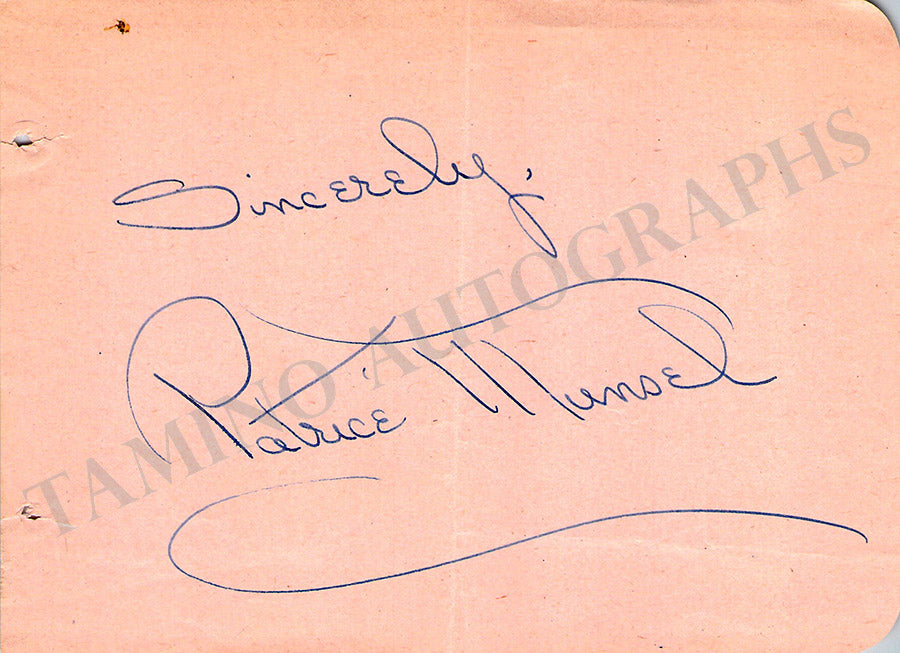 Sincerely,
Patrice Munsel
TAMINO AUTOGRAPHS